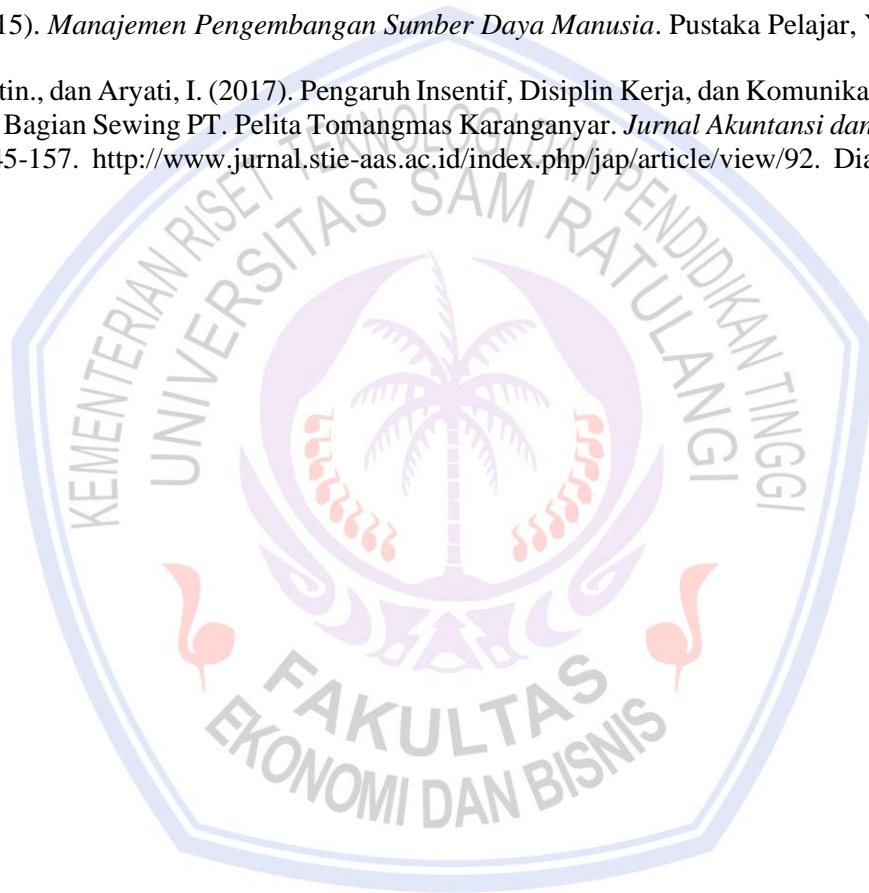 15). Manajemen Pengembangan Sumber Daya Manusia. Pustaka Pelajar, Y
tin., dan Aryati, I. (2017). Pengaruh Insentif, Disiplin Kerja, dan Komunika
Bagian Sewing PT. Pelita Tomangmas Karanganyar. Jurnal Akuntansi dan
45-157. http://www.jurnal.stie-aas.ac.id/index.php/jap/article/view/92. Dia
KEMENTERIAN RISET TEKNOLOGI DAN PENDIDIKAN TINGGI
UNIVERSITAS SAM RATULANGI
FAKULTAS
EKONOMI DAN BISNIS